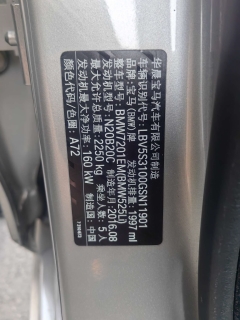 华晨宝马汽车有限公司制造
车辆识别代号: LBV5S3100GSN11901
品牌: 宝马(BMW)牌
整车型号: BMW7201EM(BMW525Li)
发动机排量: 1997 ml
发动机型号: N20B20C 制造年月: 2016.08
最大允许总质量: 2250 kg 乘坐人数: 5人
发动机最大净功率: 160 kW 制造国: 中国
颜色/色圈: A72